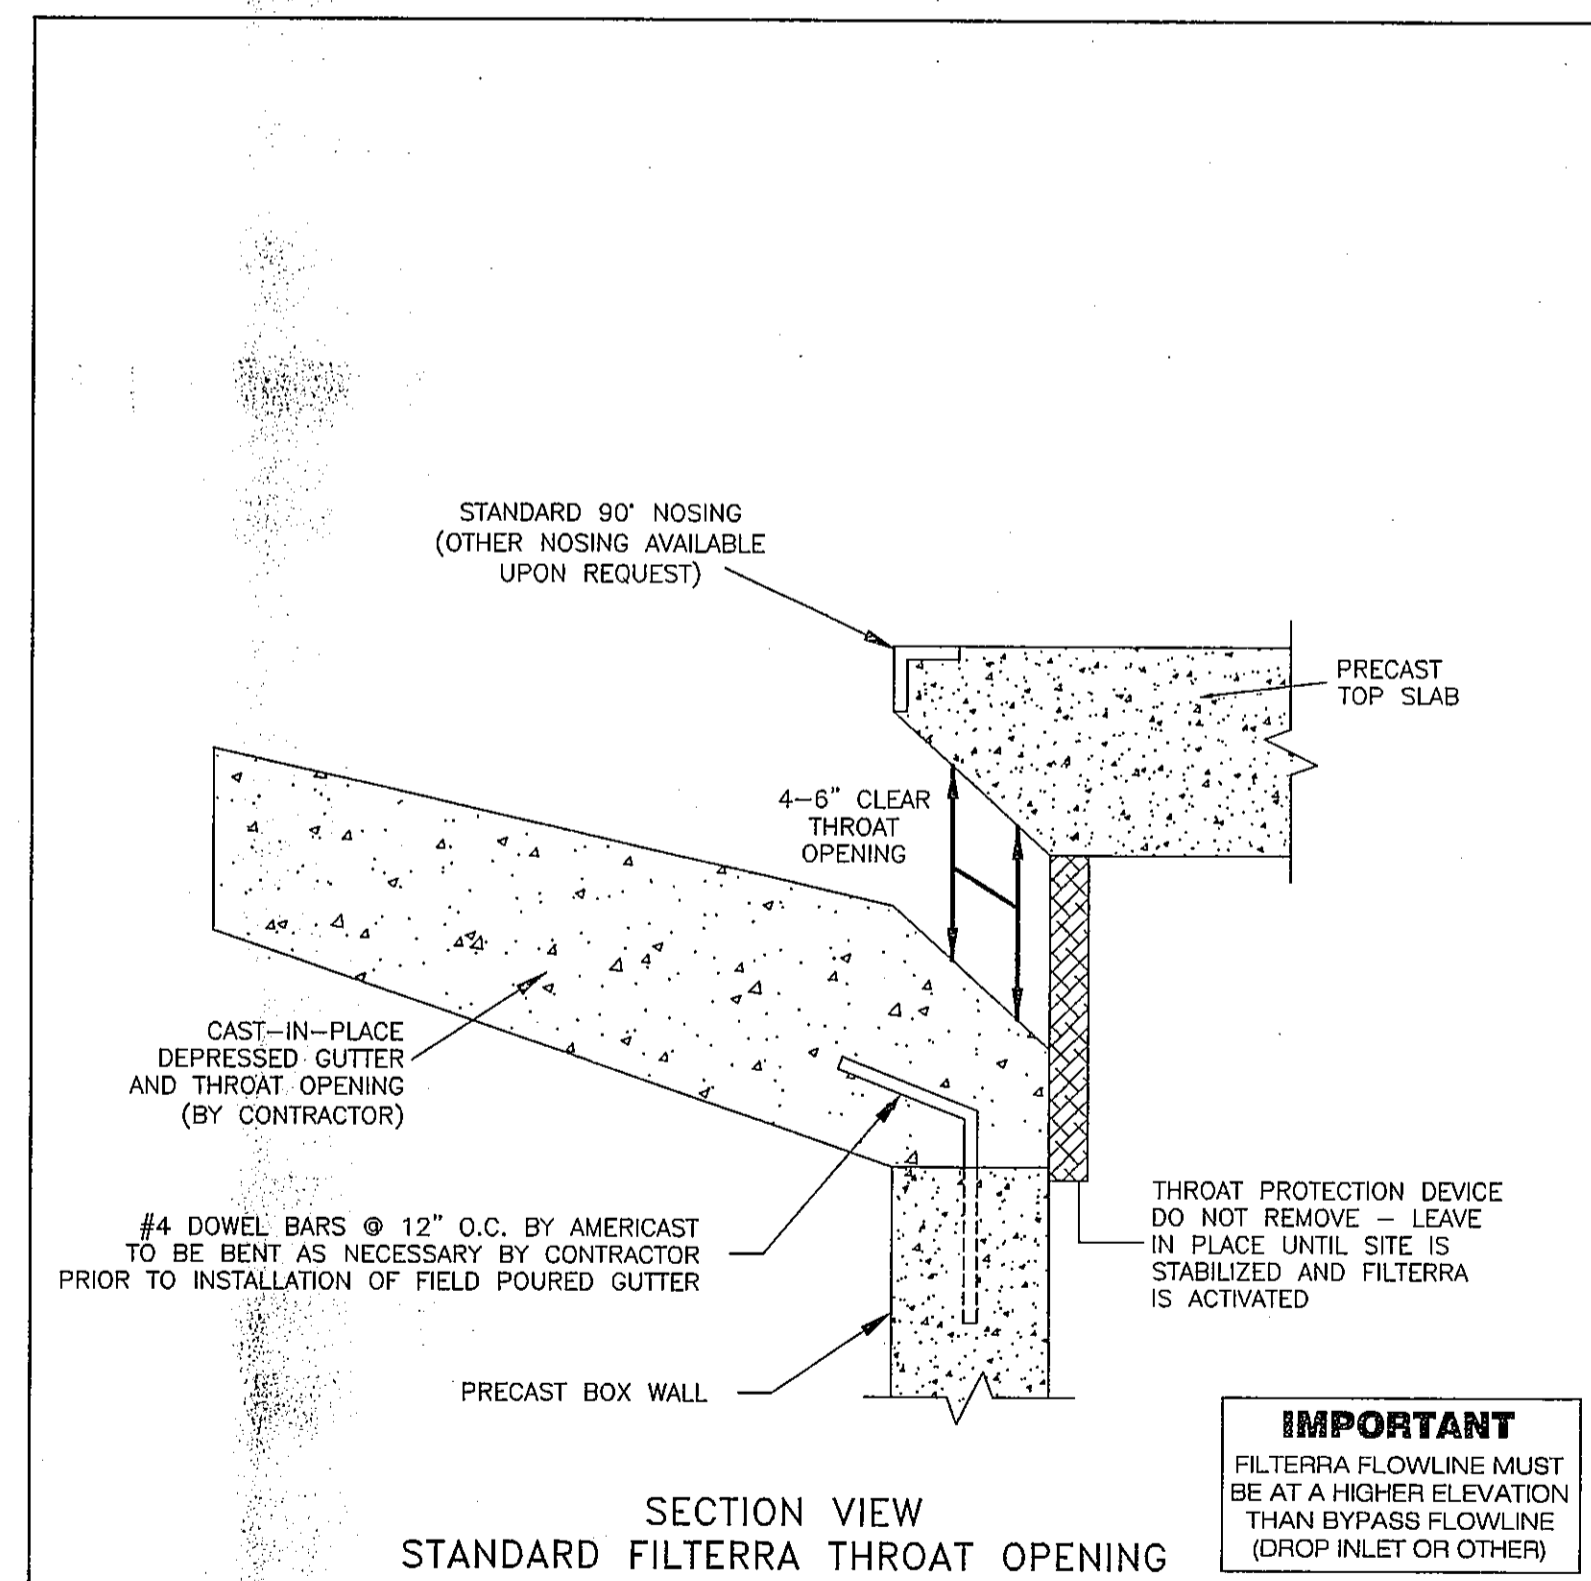 STANDARD 90° NOSING
(OTHER NOSING AVAILABLE
UPON REQUEST)
PRECAST
TOP SLAB
4-6" CLEAR
THROAT
OPENING
CAST-IN-PLACE
DEPRESSED GUTTER
AND THROAT OPENING
(BY CONTRACTOR)
#4 DOWEL BARS @ 12" O.C. BY AMERICAST
TO BE BENT AS NECESSARY BY CONTRACTOR
PRIOR TO INSTALLATION OF FIELD POURED GUTTER
THROAT PROTECTION DEVICE
DO NOT REMOVE - LEAVE
IN PLACE UNTIL SITE IS
STABILIZED AND FILTERRA
IS ACTIVATED
PRECAST BOX WALL
IMPORTANT
FILTERRA FLOWLINE MUST
BE AT A HIGHER ELEVATION
THAN BYPASS FLOWLINE
(DROP INLET OR OTHER)
SECTION VIEW
STANDARD FILTERRA THROAT OPENING